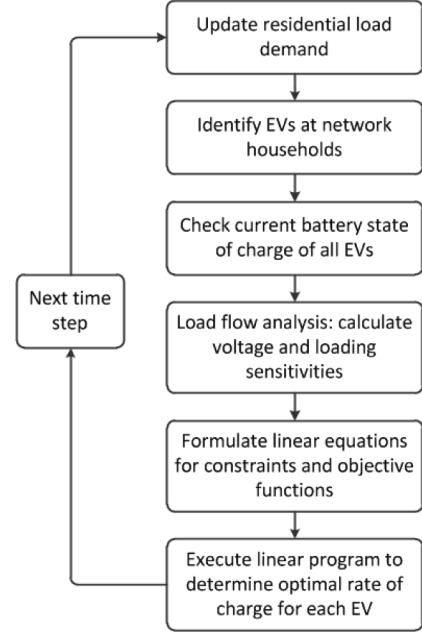 Update residential load
demand
Identify EVs at network
households
Check current battery state
of charge of all EVs
Next time
step
Load flow analysis: calculate
voltage and loading
sensitivities
Formulate linear equations
for constraints and objective
functions
Execute linear program to
determine optimal rate of
charge for each EV